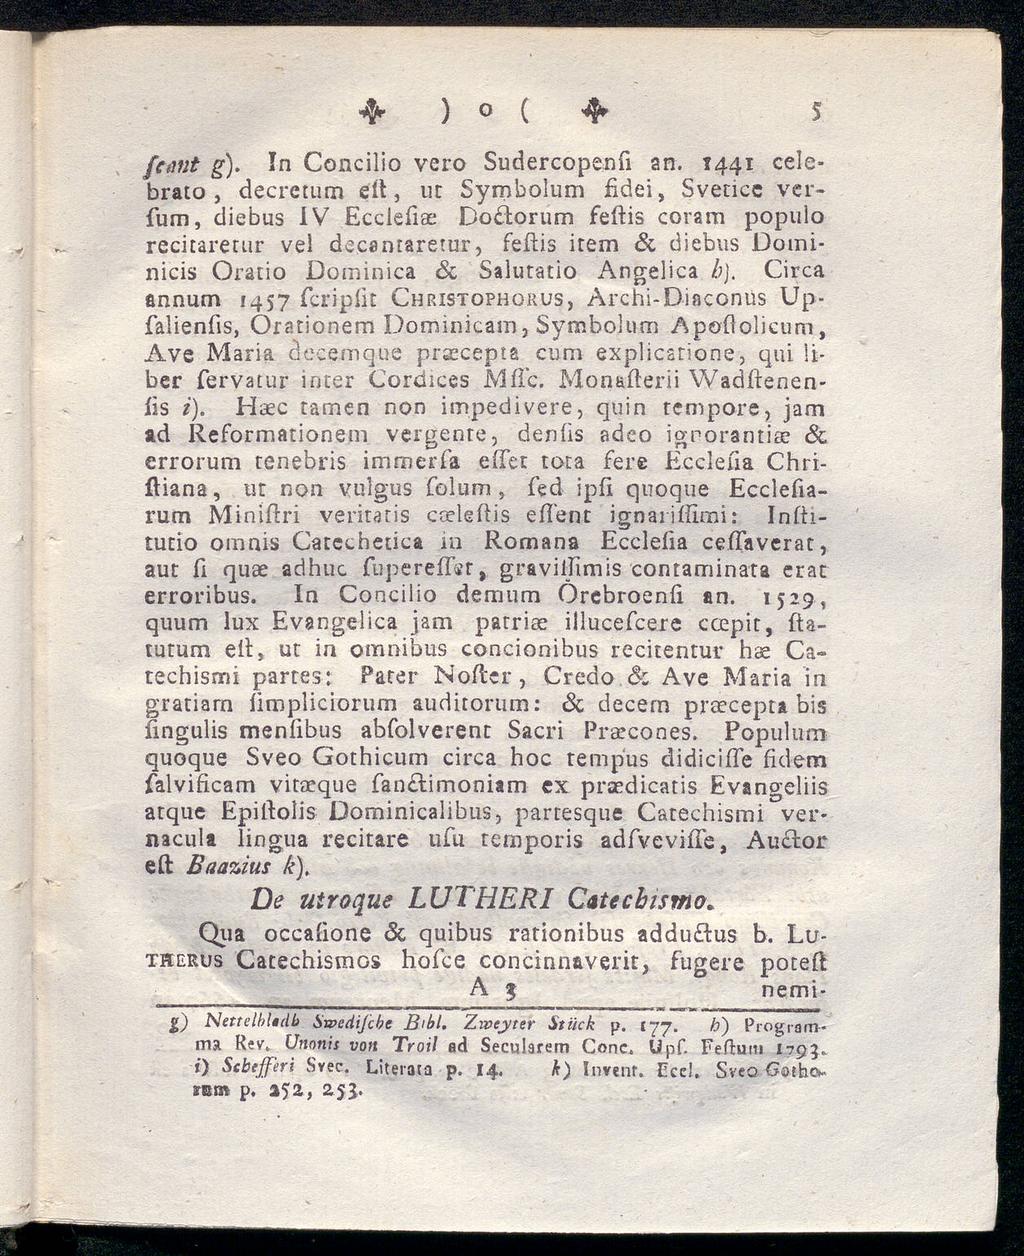 ) o ( 5
ſcant g). In Concilio vero Sudercopenſi an. 1441 cele-
brato, decretum eſt, ut Symbolum fidei, Svetice ver-
ſum, diebus IV Eccleſiæ Doctorum feſtis coram populo
recitaretur vel decantaretur, feſtis item & diebus Domi-
nicis Oratio Dominica & Salutatio Angelica h). Circa
annum 1457 ſcripſit CHRISTOPHORUS, Archi-Diaconus Up-
ſalienſis, Orationem Dominicam, Symbolum Apoſtolicum,
Ave Maria decemque præcepta cum explicatione, qui li-
ber ſervatur inter Cordices Mſſc. Monaſterii Wadſtenen-
ſis i). Hæc tamen non impedivere, quin tempore, jam
ad Reformationem vergente, denſis adeo ignorantiæ &
errorum tenebris immerſa eſſet tota fere Eccleſia Chri-
ſtiana, ut non vulgus ſolum, ſed ipſi quoque Eccleſia-
rum Miniſtri veritatis cæleſtis eſſent ignariſſimi: Inſti-
tutio omnis Catechetica in Romana Eccleſia ceſſaverat,
aut ſi quæ adhuc ſupereſſet, graviſſimis contaminata erat
erroribus. In Concilio demum Örebroenſi an. 1529,
quum lux Evangelica jam patriæ illuceſcere cœpit, ſta-
tutum eſt, ut in omnibus concionibus recitentur hæ Ca-
techismi partes: Pater Noſter, Credo & Ave Maria in
gratiam ſimpliciorum auditorum: & decem præcepta bis
ſingulis menſibus abſolverent Sacri Præcones. Populum
quoque Sveo Gothicum circa hoc tempus didiciſſe fidem
ſalvificam vitæque ſanctimoniam ex prædicatis Evangeliis
atque Epiſtolis Dominicalibus, partesque Catechismi ver-
nacula lingua recitare uſu temporis adſveviſſe, Auctor
eſt Baazius k).
De utroque LUTHERI Catechismo.
Qua occaſione & quibus rationibus adductus b. LU-
THERUS Catechismos hoſce concinnaverit, fugere poteſt
A 3 nemi-
g) Nettelbladb Swediſche Bibl. Zweyter Stück p. 177. h) Program-
ma Rev. Unonis von Troil ad Secularem Conc. Upſ. Feſtum 1793.
i) Schefferi Svec. Literata p. 14. k) Invent. Eccl. Sveo Gotho-
rum p. 252, 253.